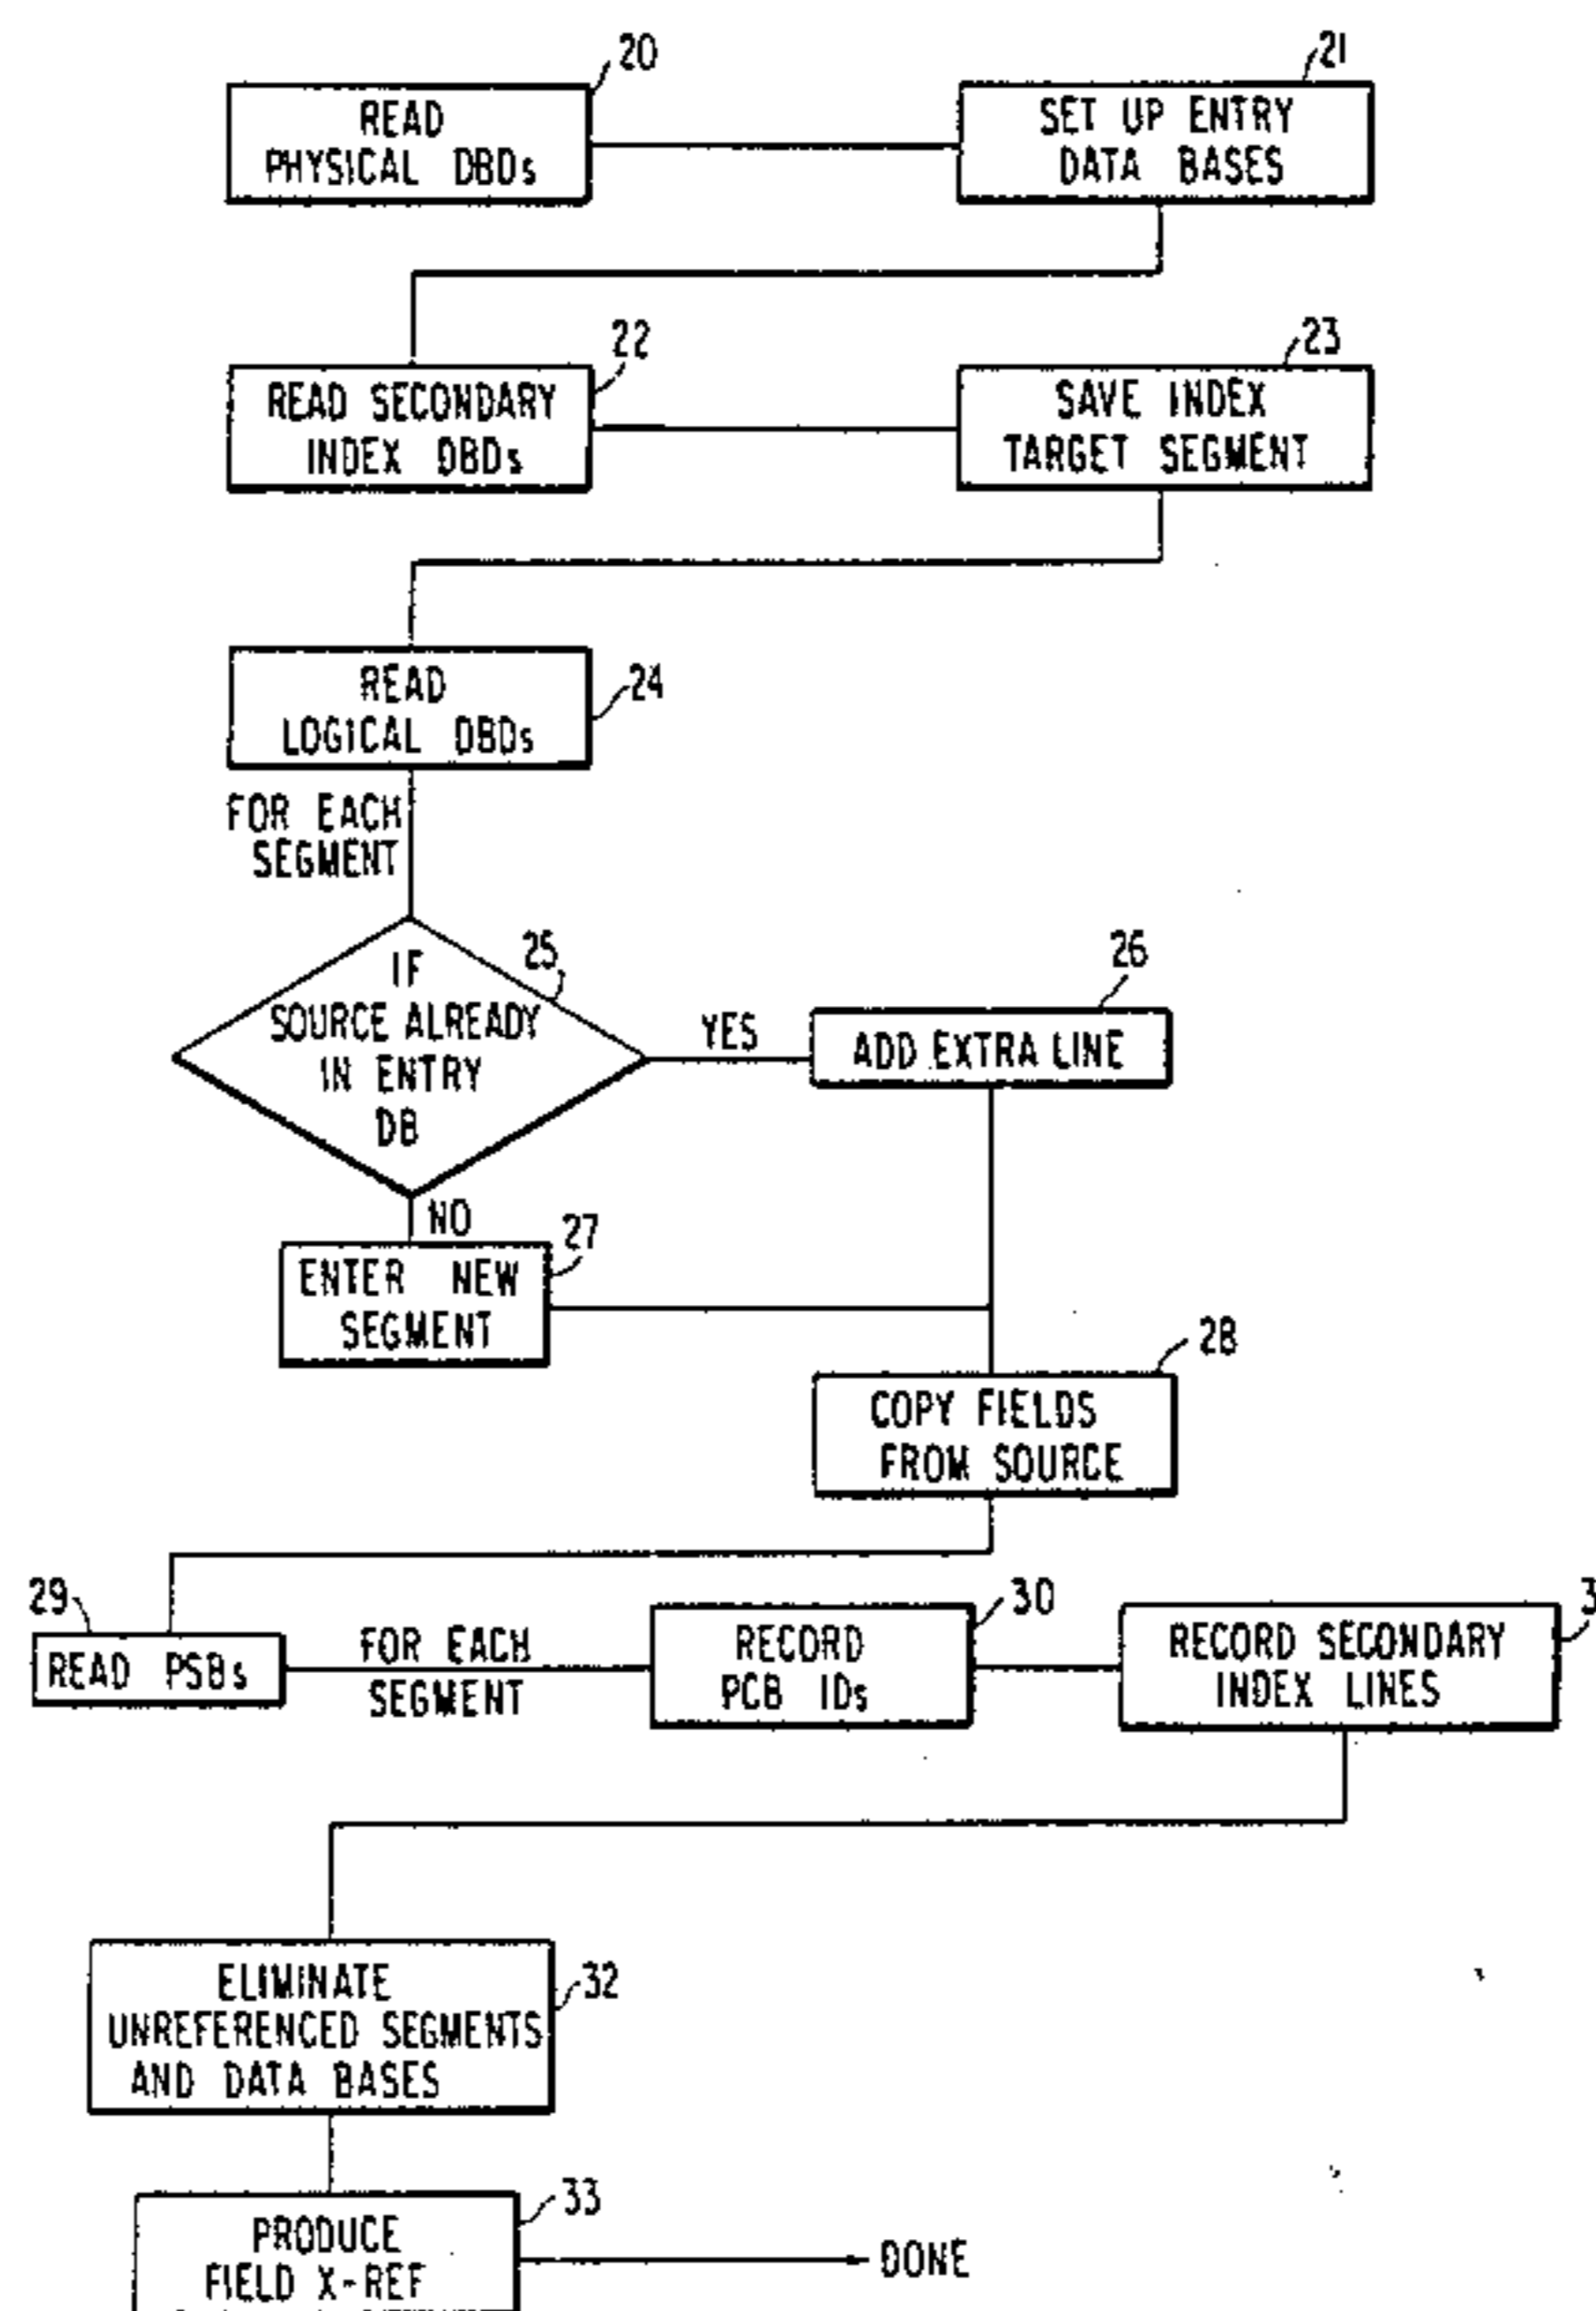 20
READ
PHYSICAL DBDs
21
SET UP ENTRY
DATA BASES
22
READ SECONDARY
INDEX DBDs
23
SAVE INDEX
TARGET SEGMENT
24
READ
LOGICAL DBDs
FOR EACH
SEGMENT
25
IF
SOURCE ALREADY
IN ENTRY
DB
YES
26
ADD EXTRA LINE
NO
27
ENTER NEW
SEGMENT
28
COPY FIELDS
FROM SOURCE
29
READ PSBs
FOR EACH
SEGMENT
30
RECORD
PCB IDs
3
RECORD SECONDARY
INDEX LINES
32
ELIMINATE
UNREFERENCED SEGMENTS
AND DATA BASES
33
PRODUCE
FIELD X-REF
DONE